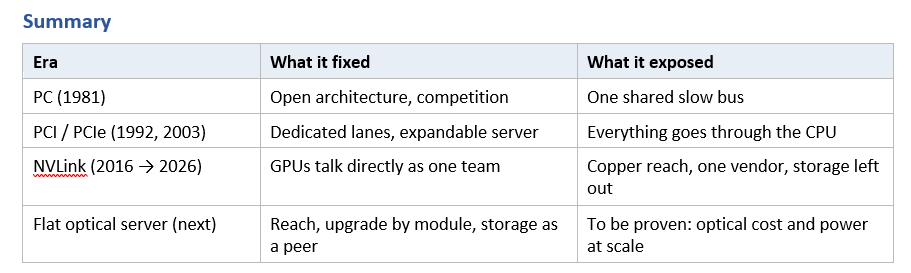 Summary
Era What it fixed What it exposed
PC (1981) Open architecture, competition One shared slow bus
PCI / PCIe (1992, 2003) Dedicated lanes, expandable server Everything goes through the CPU
NVLink (2016 → 2026) GPUs talk directly as one team Copper reach, one vendor, storage left
out
Flat optical server (next) Reach, upgrade by module, storage as
a peer
To be proven: optical cost and power
at scale